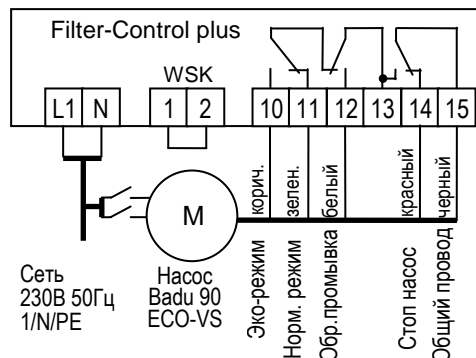 Filter-Control plus
WSK
L1 N 1 2 10 11 12 13 14 15
корич.
зелен.
белый
красный
черный
M
Эко-режим
Норм. режим
Обр.промывка
Стоп насос
Общий провод
Сеть
230В 50Гц
1/N/PE
Насос
Badu 90
ECO-VS